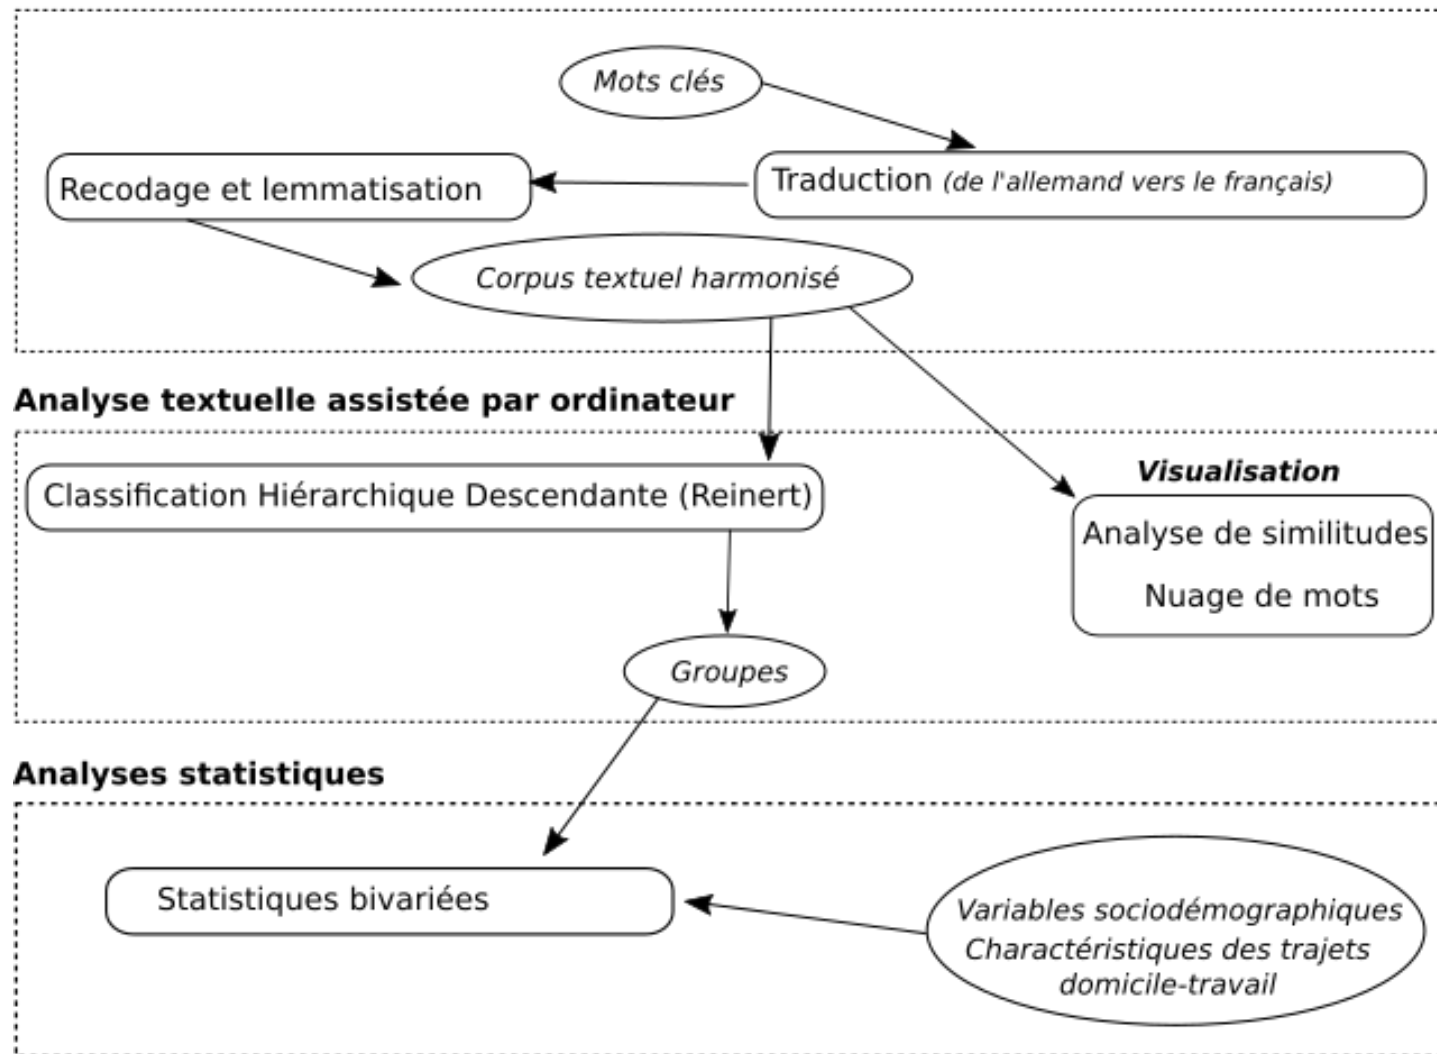 Mots clés
Traduction (de l'allemand vers le français)
Recodage et lemmatisation
Corpus textuel harmonisé
Analyse textuelle assistée par ordinateur
Classification Hiérarchique Descendante (Reinert)
Visualisation
Analyse de similitudes
Nuage de mots
Groupes
Analyses statistiques
Statistiques bivariées
Variables sociodémographiques
Charactéristiques des trajets
domicile-travail